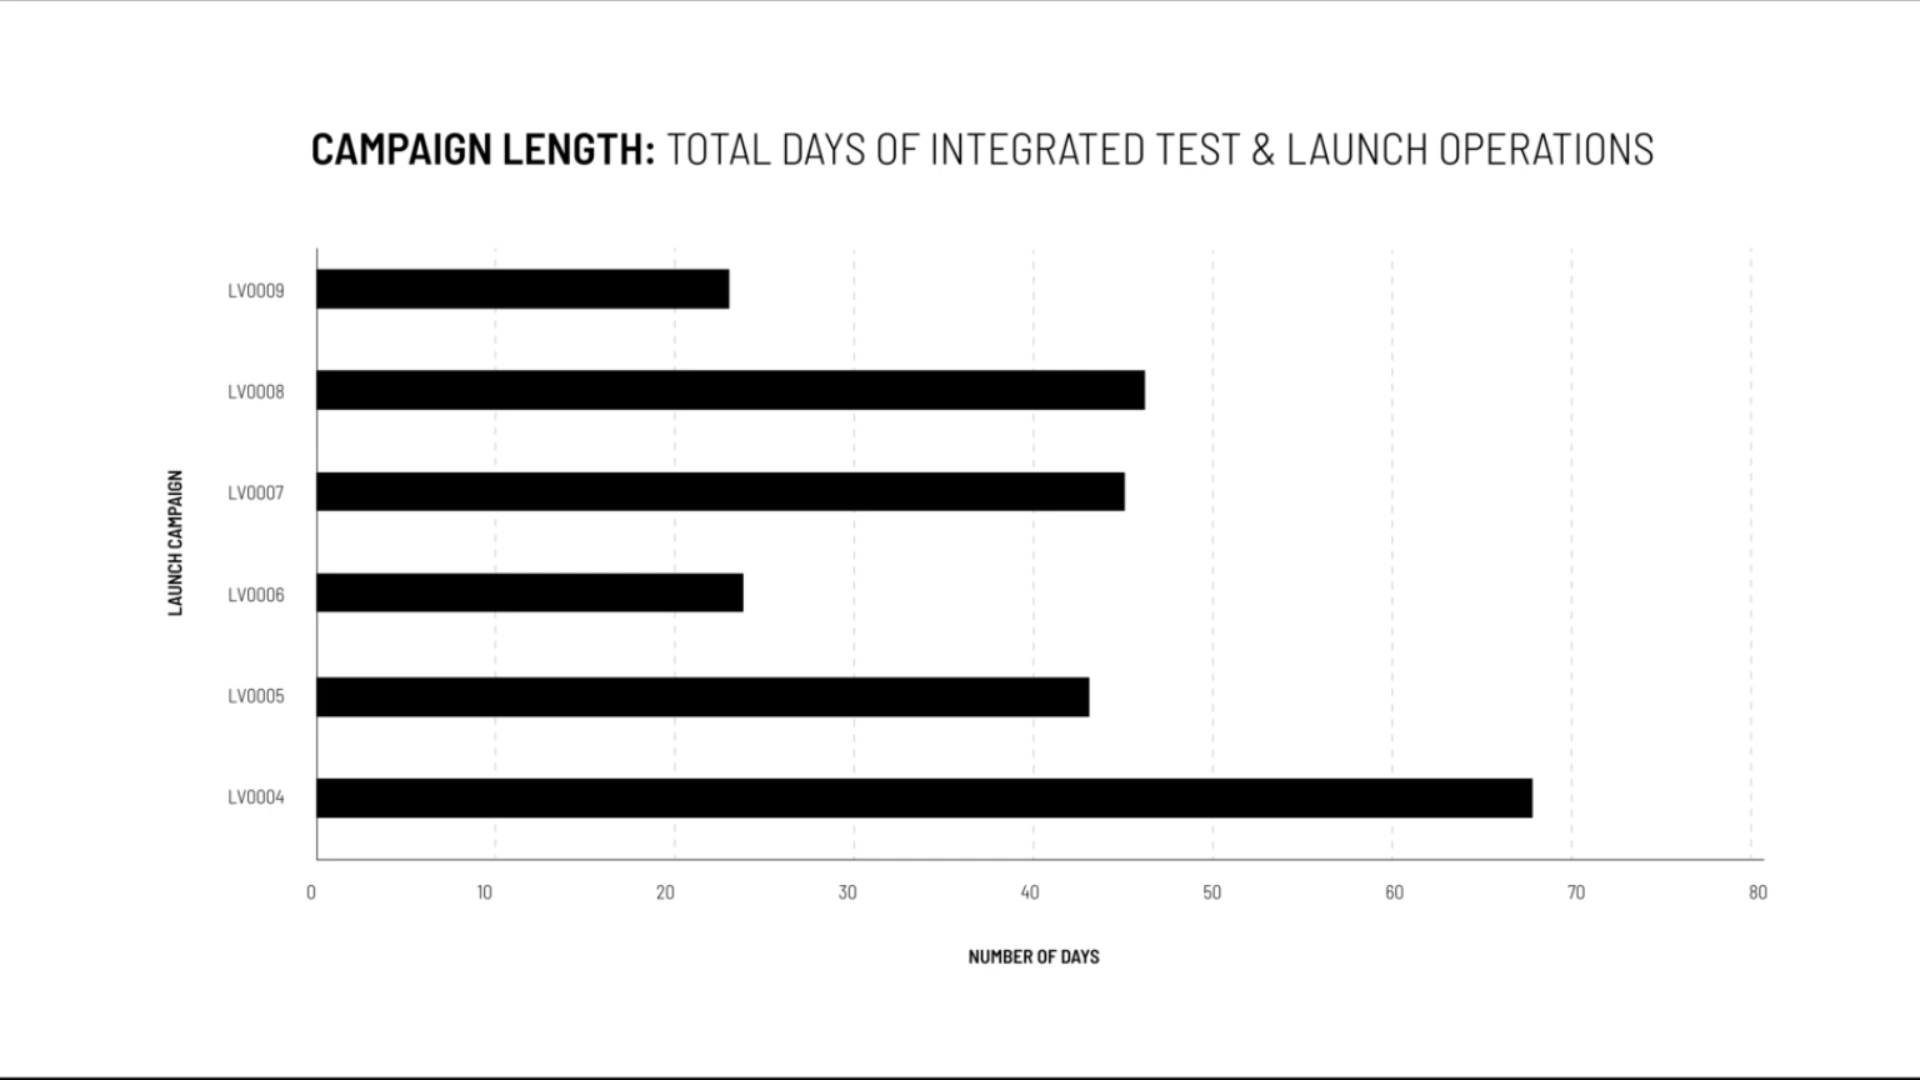 CAMPAIGN LENGTH: TOTAL DAYS OF INTEGRATED TEST & LAUNCH OPERATIONS
LAUNCH CAMPAIGN
LV0009
LV0008
LV0007
LV0006
LV0005
LV0004
0 10 20 30 40 50 60 70 80
NUMBER OF DAYS